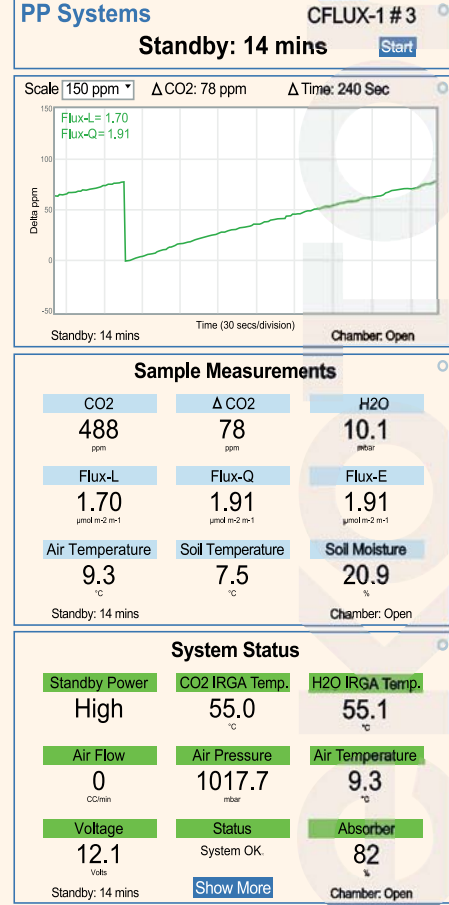 PP Systems
CFLUX-1 # 3
Standby: 14 mins
Start
Scale 150 ppm Δ CO2: 78 ppm Δ Time: 240 Sec
Flux-L= 1.70
Flux-Q= 1.91
150
100
50
0
-50
Delta ppm
Time (30 secs/division)
Standby: 14 mins
Chamber: Open
Sample Measurements
CO2 Δ CO2 H2O
488 78 10.1
ppm ppm mbar
Flux-L Flux-Q Flux-E
1.70 1.91 1.91
µmol m-2 m-1 µmol m-2 m-1 µmol m-2 m-1
Air Temperature Soil Temperature Soil Moisture
9.3 7.5 20.9
°C °C %
Standby: 14 mins Chamber: Open
System Status
Standby Power CO2 IRGA Temp. H2O IRGA Temp.
High 55.0 55.1
°C °C
Air Flow Air Pressure Air Temperature
0 1017.7 9.3
CC/min mbar °C
Voltage Status Absorber
12.1 System OK. 82
Volts %
Standby: 14 mins Show More Chamber: Open